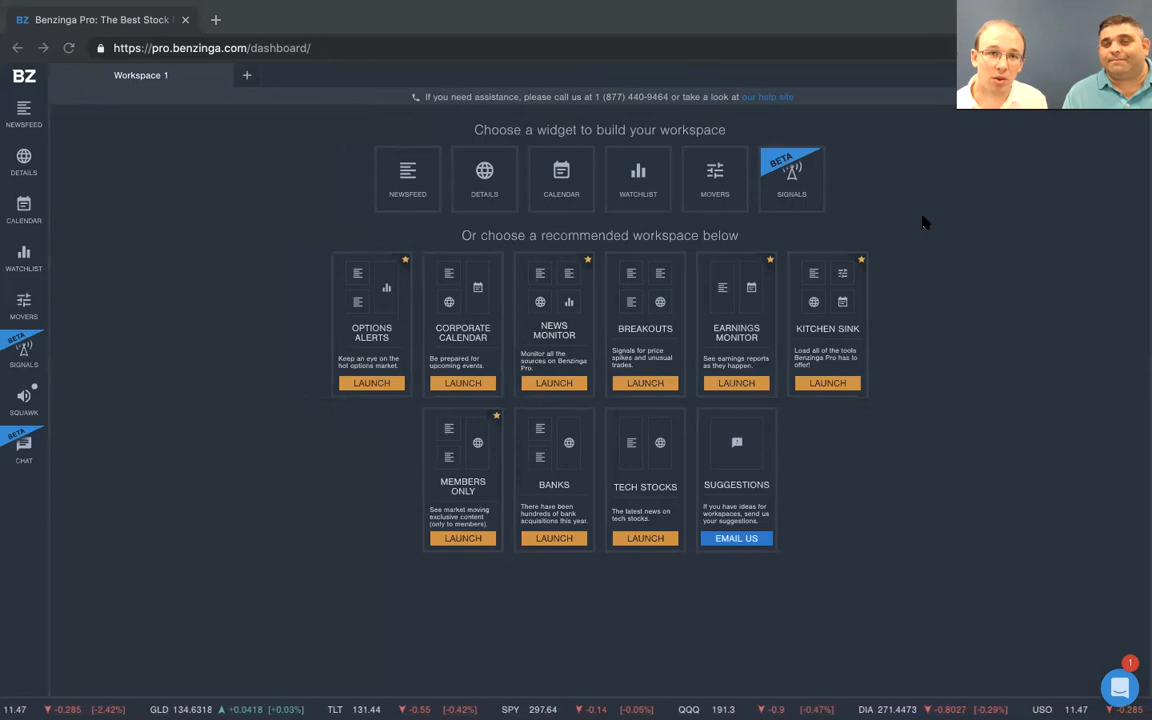 BZ Benzinga Pro: The Best Stock
https://pro.benzinga.com/dashboard/
BZ
Workspace 1
If you need assistance, please call us at 1 (877) 440-9464 or take a look at our help site
NEWSFEED
DETAILS
CALENDAR
WATCHLIST
MOVERS
BETA
SIGNALS
SQUAWK
BETA
CHAT
Choose a widget to build your workspace
NEWSFEED
DETAILS
CALENDAR
WATCHLIST
MOVERS
BETA
SIGNALS
Or choose a recommended workspace below
OPTIONS
ALERTS
Keep an eye on the
hot options market.
LAUNCH
CORPORATE
CALENDAR
Be prepared for
upcoming events.
LAUNCH
NEWS
MONITOR
Monitor all the
sources on Benzinga
Pro.
LAUNCH
BREAKOUTS
Signals for price
spikes and unusual
trades.
LAUNCH
EARNINGS
MONITOR
See earnings reports
as they happen.
LAUNCH
KITCHEN SINK
Load all of the tools
Benzinga Pro has to
offer!
LAUNCH
MEMBERS
ONLY
See market moving
exclusive content
(only to members).
LAUNCH
BANKS
There have been
hundreds of bank
acquisitions this year.
LAUNCH
TECH STOCKS
The latest news on
tech stocks.
LAUNCH
SUGGESTIONS
If you have ideas for
workspaces, send us
your suggestions.
EMAIL US
1
11.47 ▼ -0.285 [-2.42%] GLD 134.6318 ▲ +0.0418 [+0.03%] TLT 131.44 ▼ -0.55 [-0.42%] SPY 297.64 ▼ -0.14 [-0.05%] QQQ 191.3 ▼ -0.9 [-0.47%] DIA 271.4473 ▼ -0.8027 [-0.29%] USO 11.47 ▼ -0.285